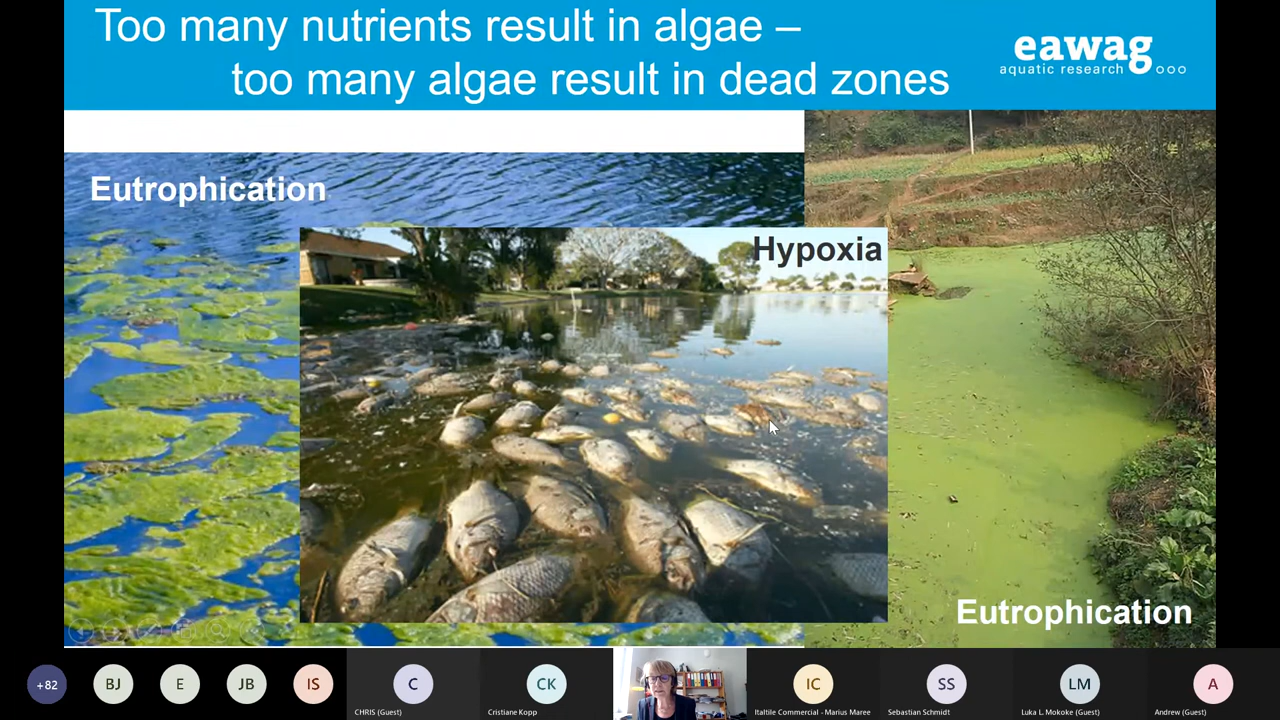 Too many nutrients result in algae –
too many algae result in dead zones
eawag
aquatic research
Eutrophication
Hypoxia
Eutrophication
+82
BJ
E
JB
IS
C
CK
IC
SS
LM
A
CHRIS (Guest)
Cristiane Kopp
Italtile Commercial - Marius Maree
Sebastian Schmidt
Luka L. Mokoke (Guest)
Andrew (Guest)